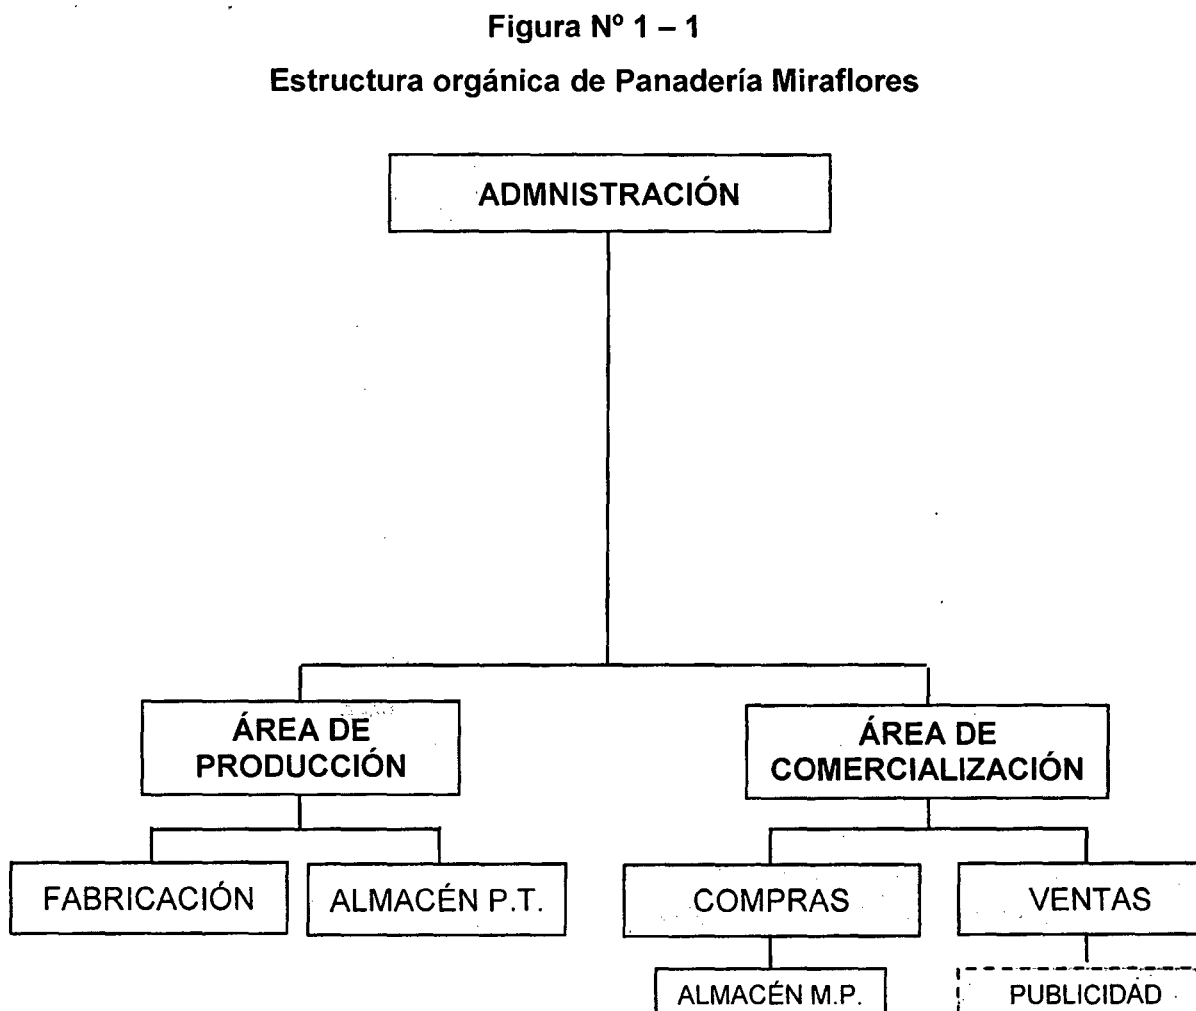 Figura Nº 1 – 1
Estructura orgánica de Panadería Miraflores
ADMNISTRACIÓN
ÁREA DE
PRODUCCIÓN
ÁREA DE
COMERCIALIZACIÓN
FABRICACIÓN
ALMACÉN P.T.
COMPRAS
VENTAS
ALMACÉN M.P.
PUBLICIDAD